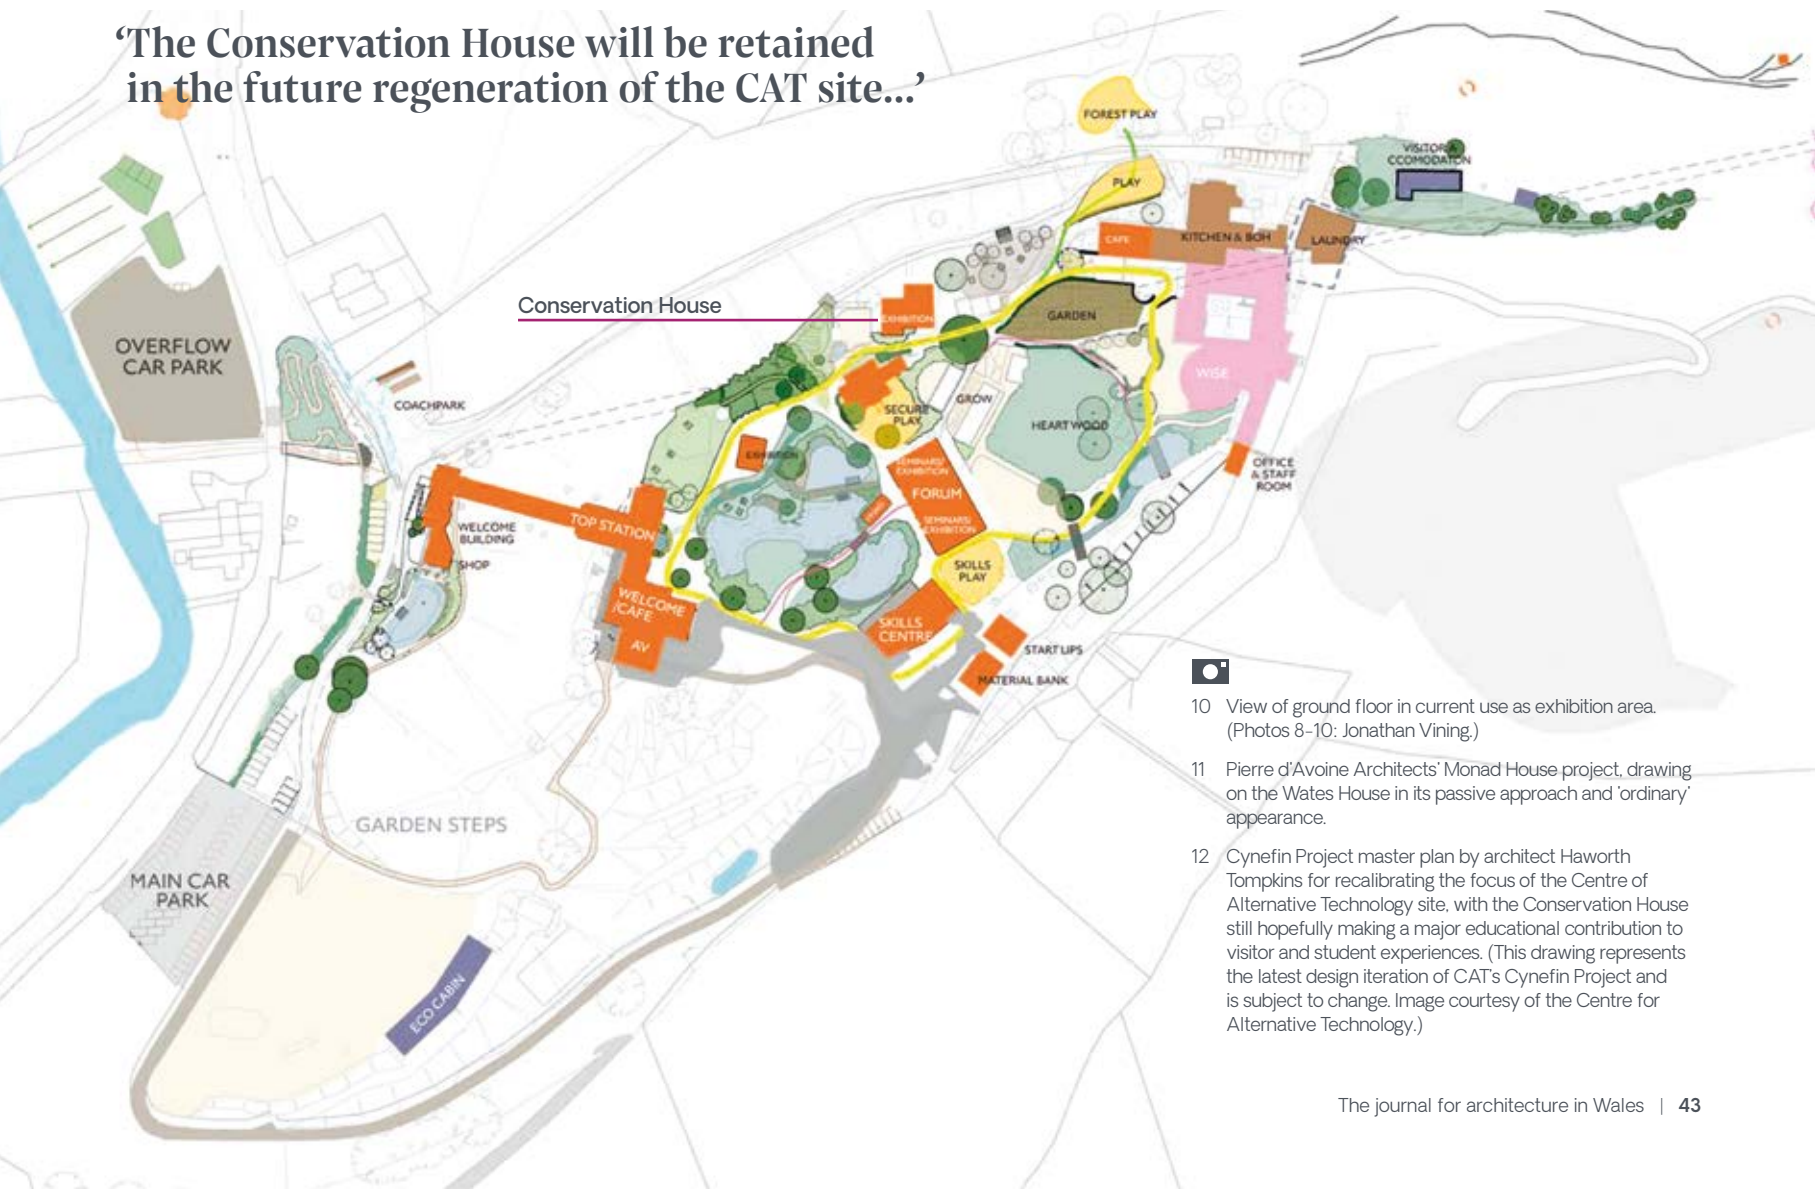 ‘The Conservation House will be retained
in the future regeneration of the CAT site...’
FOREST PLAY
VISITOR A
CCOMODATON
PLAY
CAFE
KITCHEN & BOH
LAUNDRY
Conservation House
EXHIBITION
GARDEN
OVERFLOW
CAR PARK
WISE
COACHPARK
SECURE
PLAY
GROW
HEART WOOD
EXHIBITION
SEMINARS/
EXHIBITION
FORUM
SEMINARS/
EXHIBITION
OFFICE
& STAFF
ROOM
TOP STATION
WELCOME
BUILDING
SHOP
SKILLS
PLAY
WELCOME
/CAFE
AV
SKILLS
CENTRE
START UPS
MATERIAL BANK
GARDEN STEPS
MAIN CAR
PARK
ECO CABIN
10 View of ground floor in current use as exhibition area.
(Photos 8-10: Jonathan Vining.)
11 Pierre d'Avoine Architects' Monad House project, drawing
on the Wates House in its passive approach and 'ordinary'
appearance.
12 Cynefin Project master plan by architect Haworth
Tompkins for recalibrating the focus of the Centre of
Alternative Technology site, with the Conservation House
still hopefully making a major educational contribution to
visitor and student experiences. (This drawing represents
the latest design iteration of CAT's Cynefin Project and
is subject to change. Image courtesy of the Centre for
Alternative Technology.)
The journal for architecture in Wales | 43